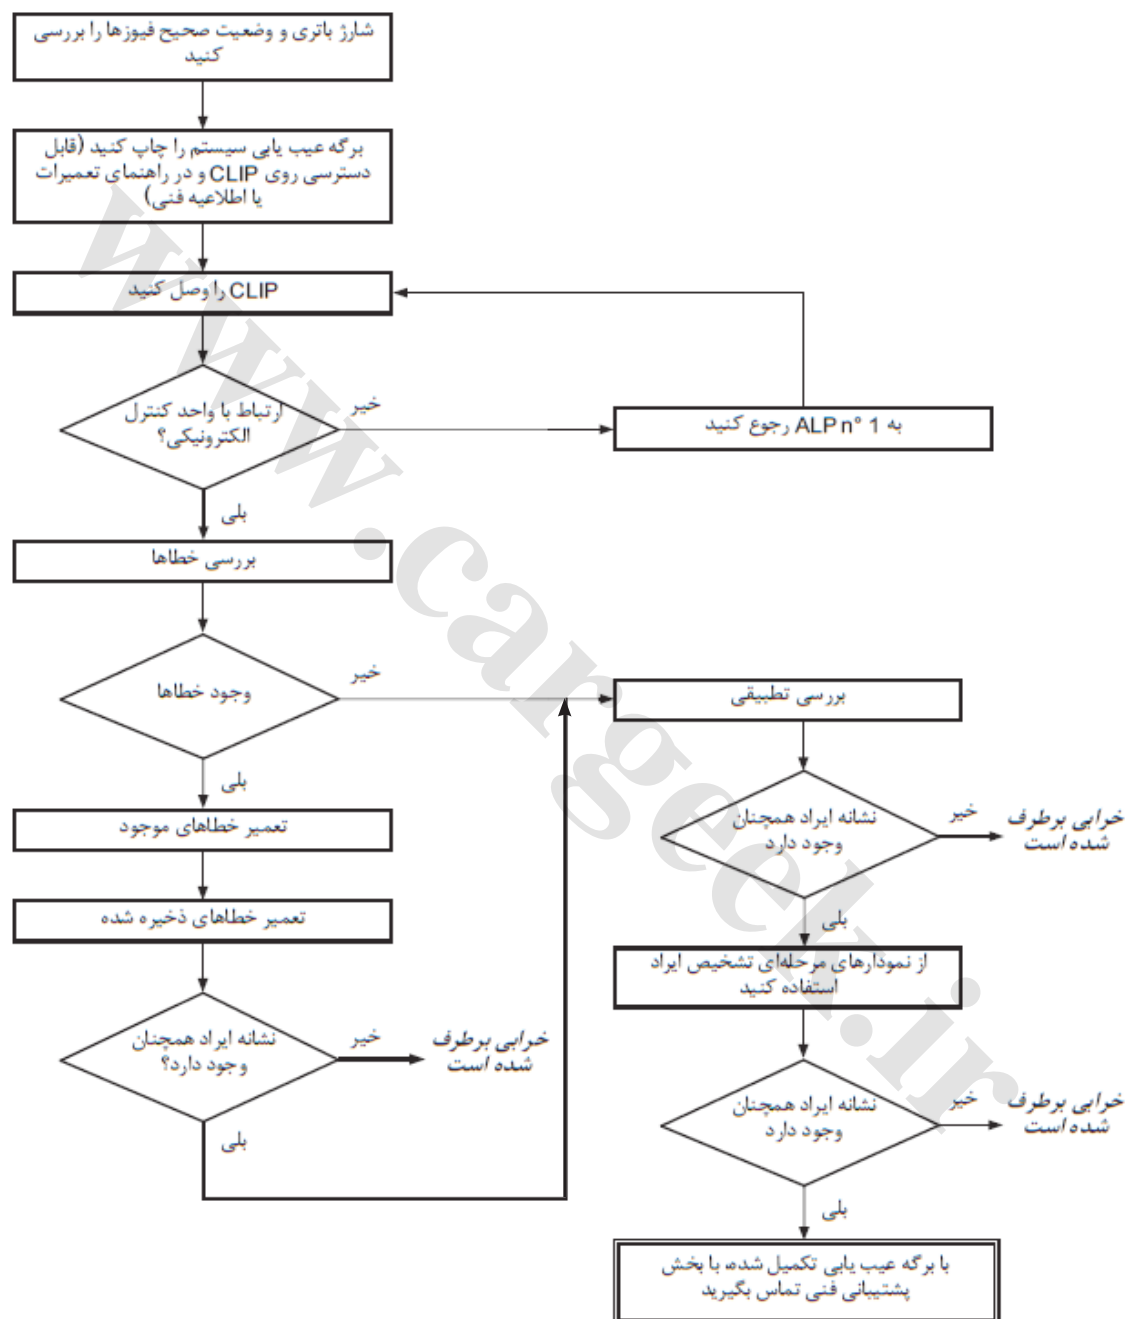 شارژ باتری و وضعیت صحیح فیوزها را بررسی
کنید
برگه عیب یابی سیستم را چاپ کنید (قابل
دسترسی روی CLIP و در راهنمای تعمیرات
یا اطلاعیه فنی)
CLIP را وصل کنید
ارتباط با واحد کنترل
الکترونیکی؟
خیر
به ALP n° 1 رجوع کنید
بلی
بررسی خطاها
وجود خطاها
خیر
بلی
تعمیر خطاهای موجود
تعمیر خطاهای ذخیره شده
نشانه ایراد همچنان
وجود دارد؟
خیر
خرابی برطرف
شده است
بلی
بررسی تطبیقی
نشانه ایراد همچنان
وجود دارد
خیر
خرابی برطرف
شده است
بلی
از نمودارهای مرحله‌ای تشخیص ایراد
استفاده کنید
نشانه ایراد همچنان
وجود دارد
خیر
خرابی برطرف
شده است
بلی
با برگه عیب یابی تکمیل شده، با بخش
پشتیبانی فنی تماس بگیرید
www.cargeek.ir